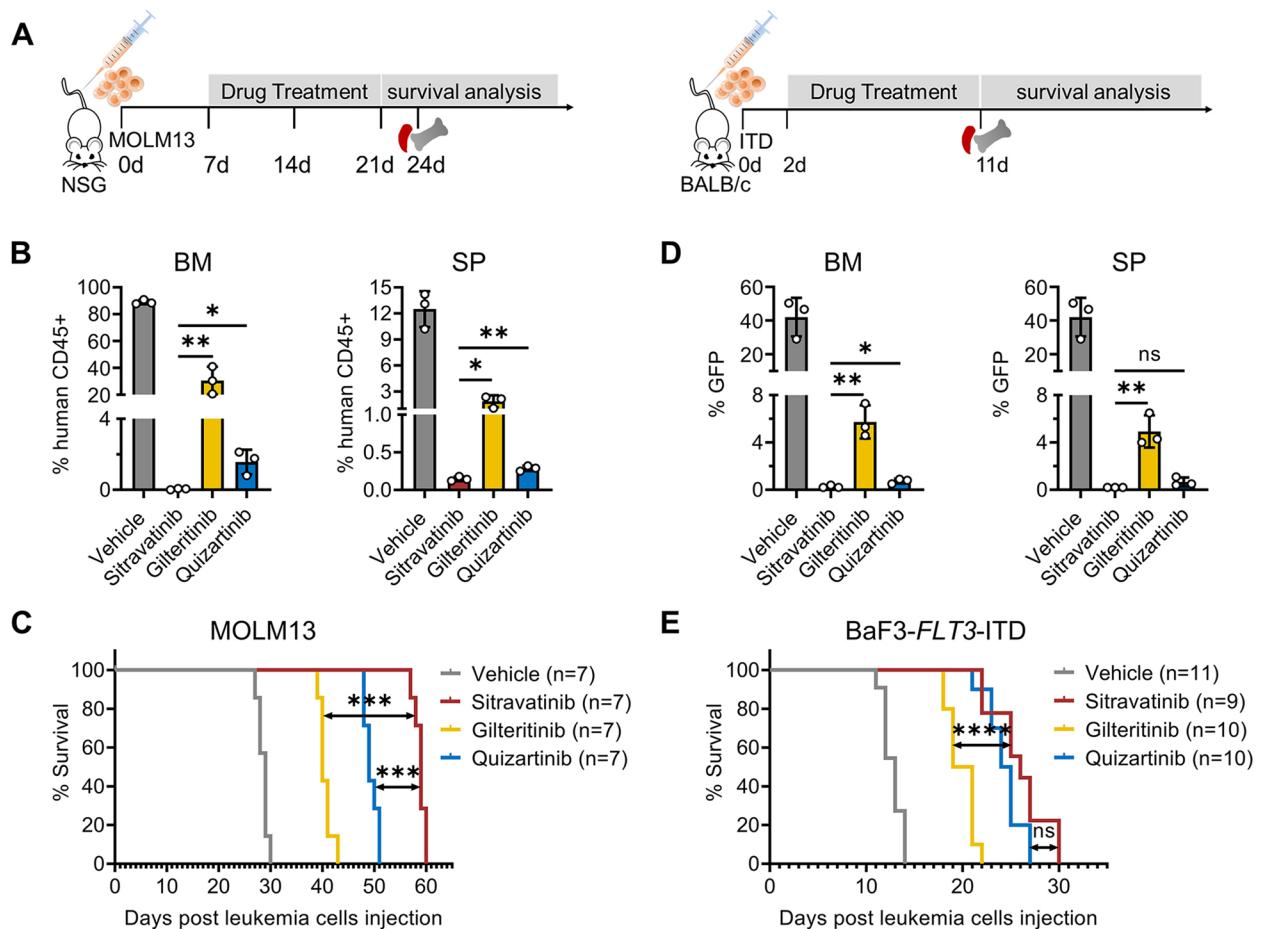 A
Drug Treatment
survival analysis
MOLM13
0d
7d
14d
21d
24d
NSG
Drug Treatment
survival analysis
ITD
0d
2d
11d
BALB/c
B
BM
% human CD45+
100
80
60
40
20
4
0
*
**
Vehicle
Sitravatinib
Gilteritinib
Quizartinib
SP
% human CD45+
15
12
9
6
3
1.0
0.5
0.0
**
*
Vehicle
Sitravatinib
Gilteritinib
Quizartinib
D
BM
% GFP
60
40
20
8
4
0
*
**
Vehicle
Sitravatinib
Gilteritinib
Quizartinib
SP
% GFP
60
40
20
8
4
0
ns
**
Vehicle
Sitravatinib
Gilteritinib
Quizartinib
C
MOLM13
% Survival
100
80
60
40
20
0
***
***
0 10 20 30 40 50 60
Days post leukemia cells injection
Vehicle (n=7)
Sitravatinib (n=7)
Gilteritinib (n=7)
Quizartinib (n=7)
E
BaF3-FLT3-ITD
% Survival
100
80
60
40
20
0
****
ns
0 10 20 30
Days post leukemia cells injection
Vehicle (n=11)
Sitravatinib (n=9)
Gilteritinib (n=10)
Quizartinib (n=10)